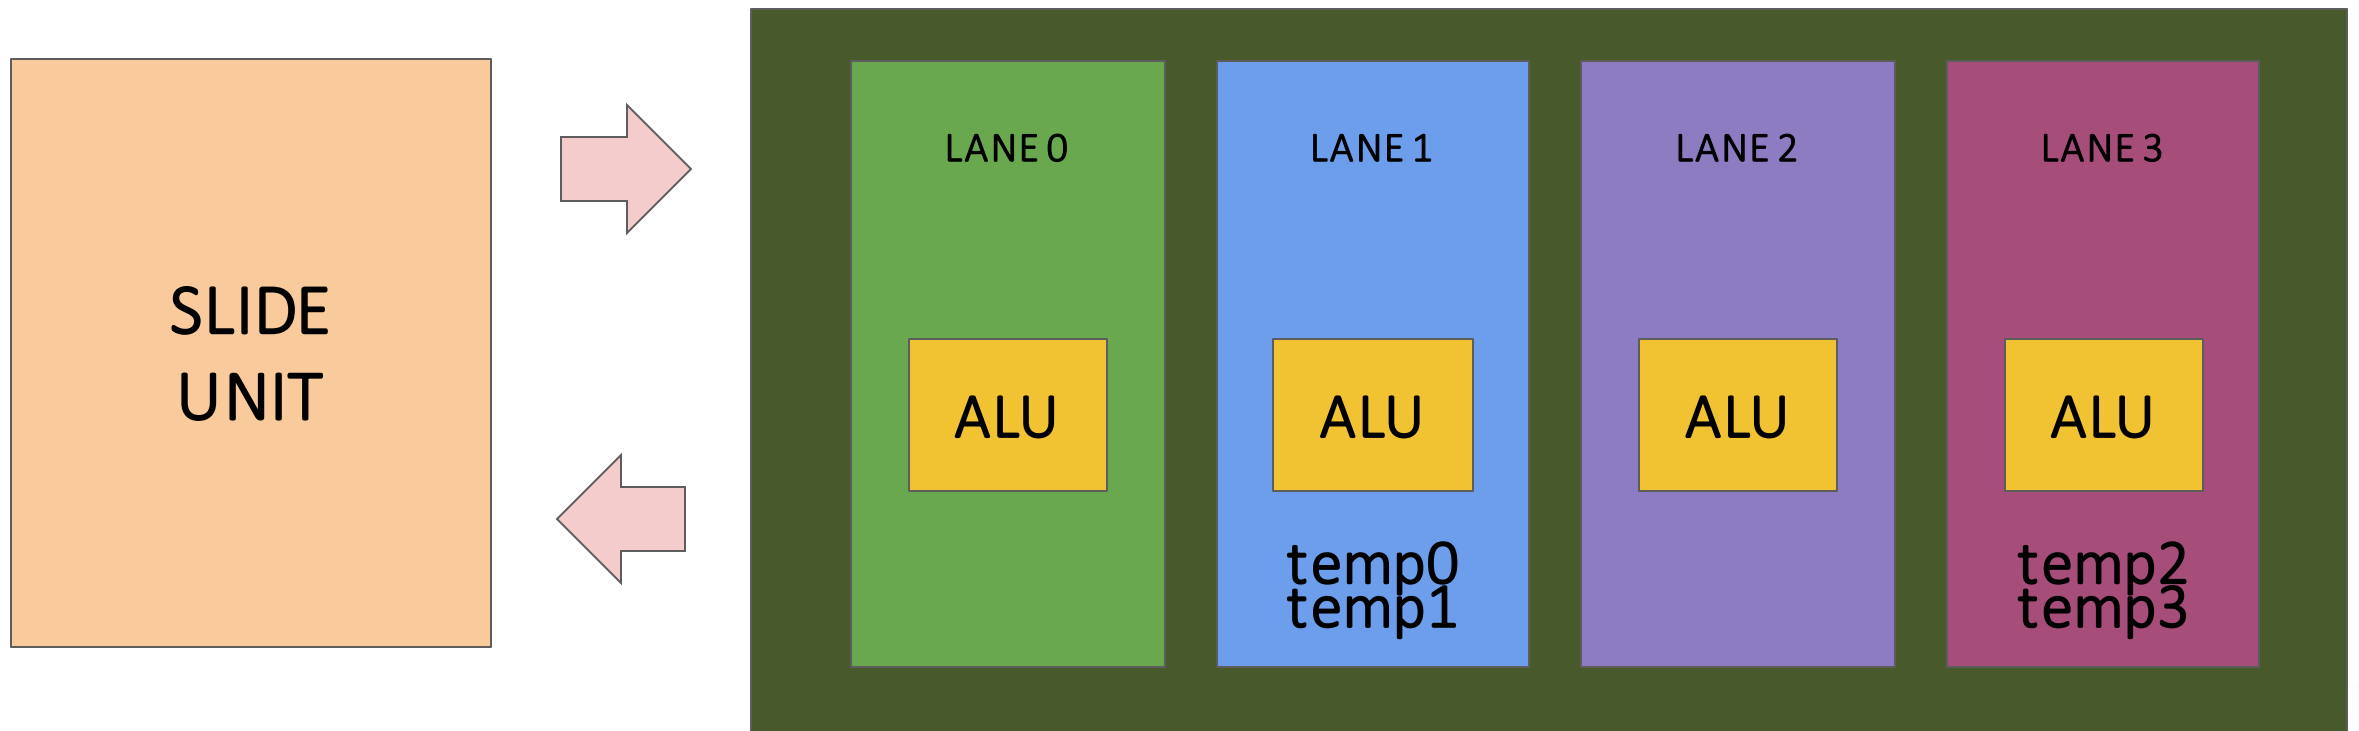 SLIDE
UNIT
LANE 0
LANE 1
LANE 2
LANE 3
ALU
ALU
ALU
ALU
temp0
temp1
temp2
temp3